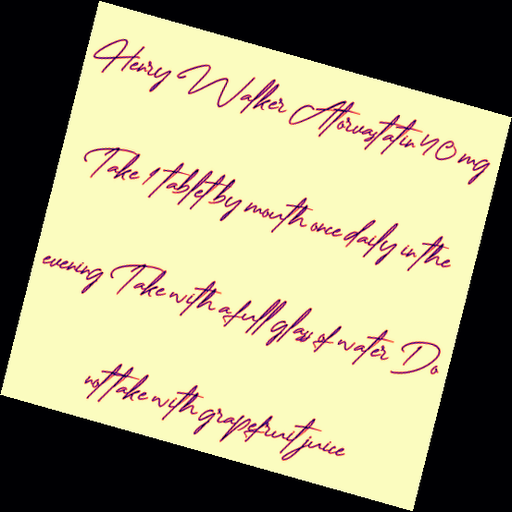 Henry Walker Atorvastatin 40 mg
Take 1 tablet by mouth once daily in the
evening Take with a full glass of water Do
not take with grapefruit juice